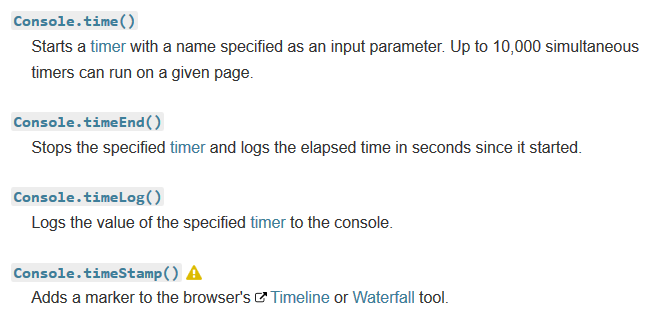 Console.time()
Starts a timer with a name specified as an input parameter. Up to 10,000 simultaneous
timers can run on a given page.
Console.timeEnd()
Stops the specified timer and logs the elapsed time in seconds since it started.
Console.timeLog()
Logs the value of the specified timer to the console.
Console.timeStamp()
Adds a marker to the browser's Timeline or Waterfall tool.